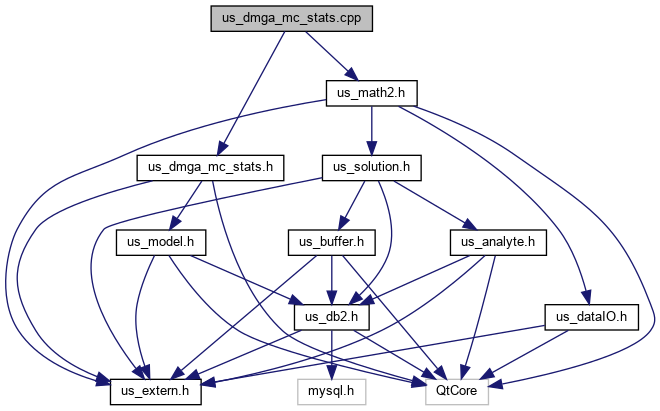 us_dmga_mc_stats.cpp
us_math2.h
us_dmga_mc_stats.h
us_solution.h
us_model.h
us_buffer.h
us_analyte.h
us_db2.h
us_dataIO.h
us_extern.h
mysql.h
QtCore